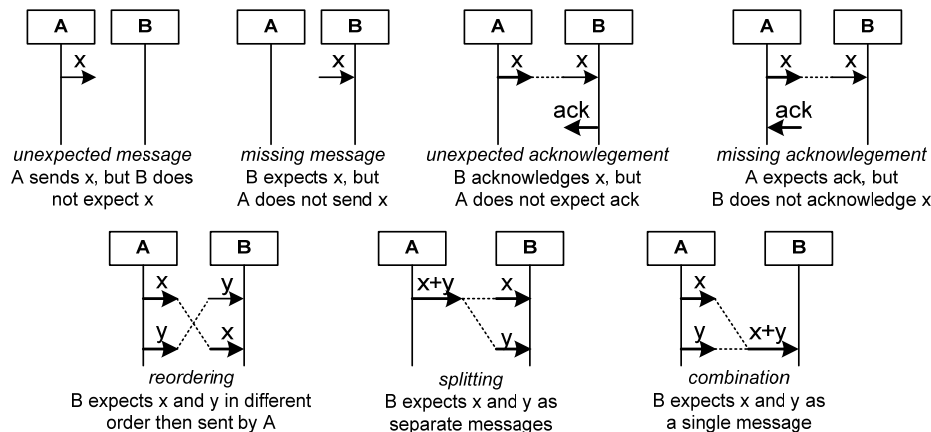 A B A B A B A B
x x x x x x
ack ack
unexpected message missing message unexpected acknowlegement missing acknowlegement
A sends x, but B does B expects x, but B acknowledges x, but A expects ack, but
not expect x A does not send x A does not expect ack B does not acknowledge x
A B A B A B
x y x+y x x
y x y y x+y
reordering splitting combination
B expects x and y in different B expects x and y as B expects x and y as
order then sent by A separate messages a single message